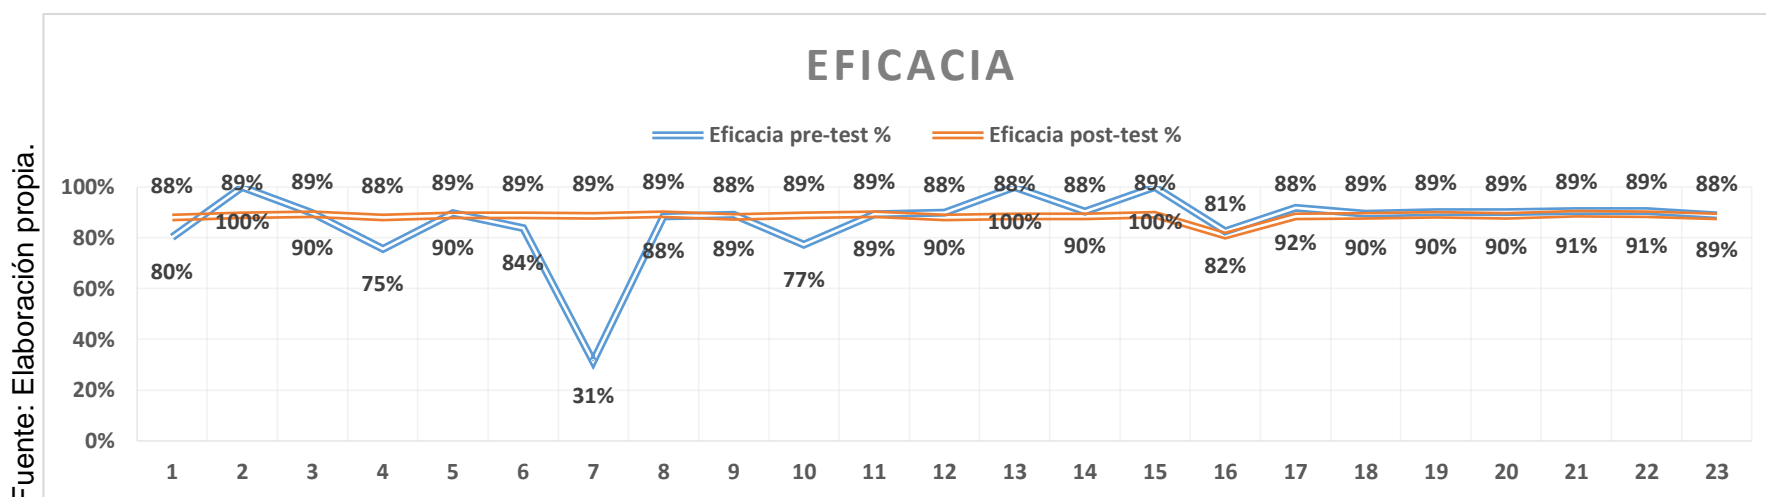 EFICACIA
Eficacia pre-test % Eficacia post-test %
88% 89% 89% 88% 89% 89% 89% 89% 88% 89% 89% 88% 88% 88% 89% 81% 88% 89% 89% 89% 89% 89% 88%
80% 100% 90% 75% 90% 84% 31% 88% 89% 77% 89% 90% 100% 90% 100% 82% 92% 90% 90% 90% 91% 91% 89%
100%
80%
60%
40%
20%
0%
1 2 3 4 5 6 7 8 9 10 11 12 13 14 15 16 17 18 19 20 21 22 23
Fuente: Elaboración propia.